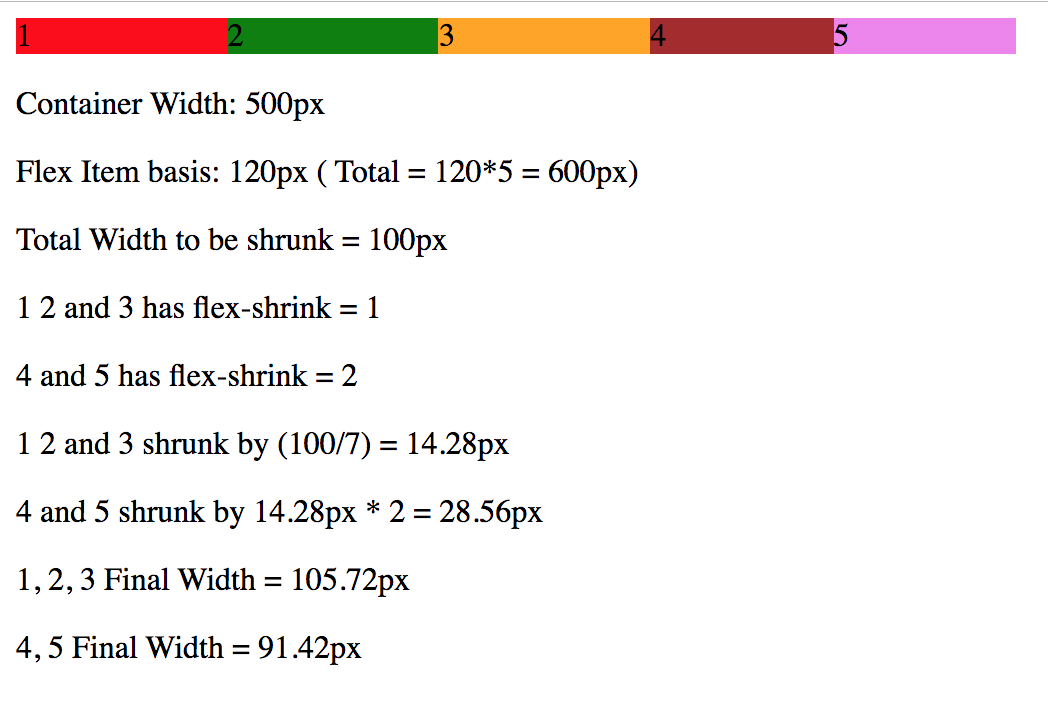 1 2 3 4 5
Container Width: 500px
Flex Item basis: 120px ( Total = 120*5 = 600px)
Total Width to be shrunk = 100px
1 2 and 3 has flex-shrink = 1
4 and 5 has flex-shrink = 2
1 2 and 3 shrunk by (100/7) = 14.28px
4 and 5 shrunk by 14.28px * 2 = 28.56px
1, 2, 3 Final Width = 105.72px
4, 5 Final Width = 91.42px